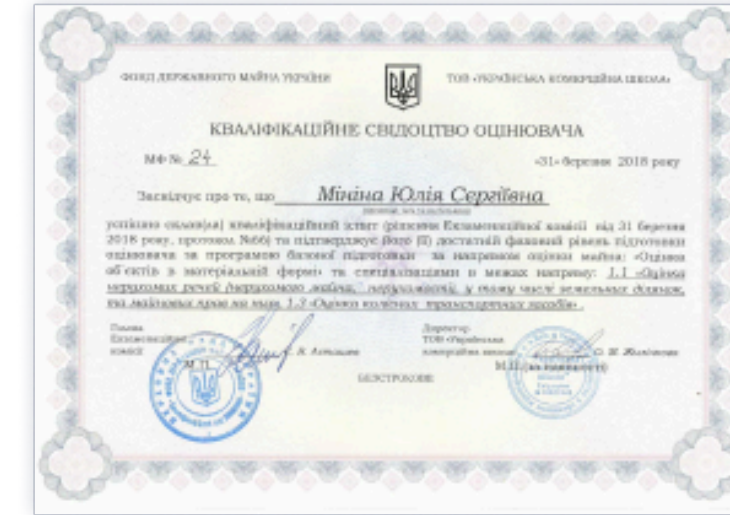 ФОНД ДЕРЖАВНОГО МАЙНА УКРАЇНИ
ТОВ «УКРАЇНСЬКА КОМЕРЦІЙНА ШКОЛА»
КВАЛІФІКАЦІЙНЕ СВІДОЦТВО ОЦІНЮВАЧА
МФ № 24
«31» березня 2018 року
Засвідчує про те, що Мініна Юлія Сергіївна
успішно склав(ла) кваліфікаційний іспит (рішення Екзаменаційної комісії від 31 березня
2018 року, протокол №66) та підтверджує його (її) достатній фаховий рівень підготовки
оцінювача за програмою базової підготовки за напрямом оцінки майна: «Оцінка
об'єктів в матеріальній формі» та спеціалізаціями в межах напряму: 1.1 «Оцінка
нерухомих речей (нерухомого майна, нерухомості), у тому числі земельних ділянок,
та майнових прав на них», 1.3 «Оцінка колісних транспортних засобів».
Голова
Екзаменаційної
комісії
М.П.
Директор
ТОВ «Українська
комерційна школа»
М.П. (за наявності)
БЕЗСТРОКОВЕ